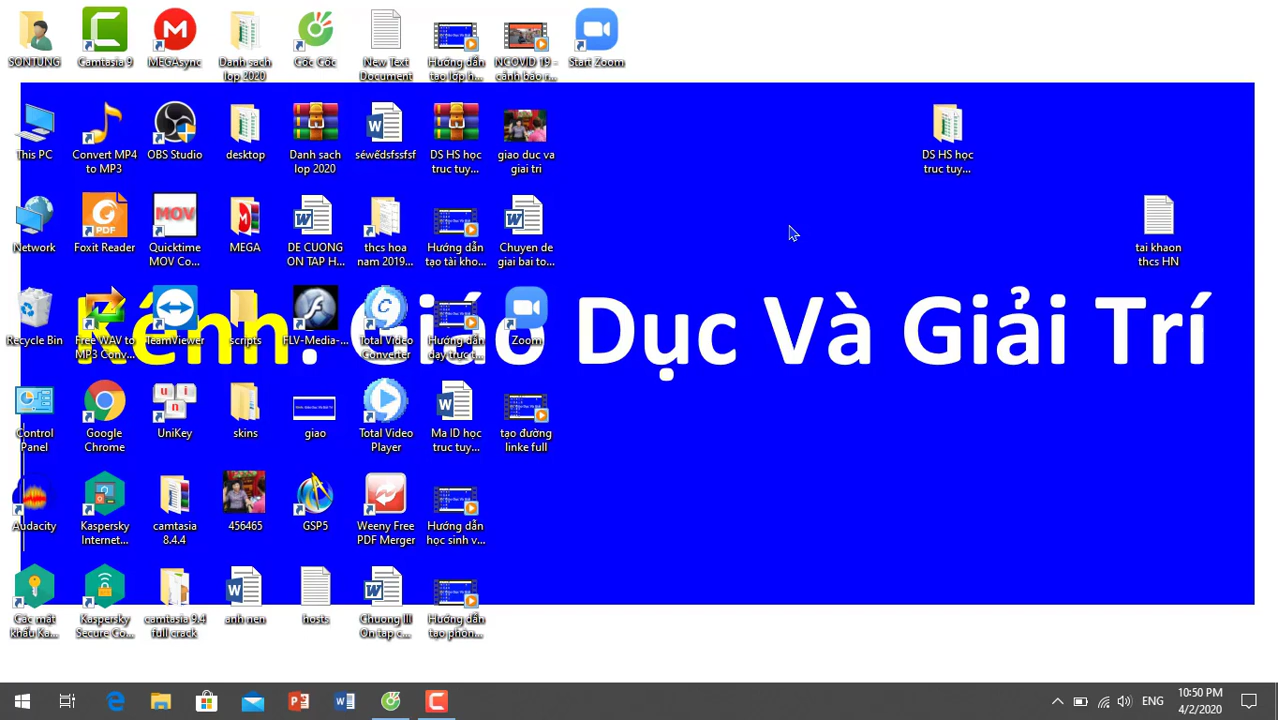 SONTUNG
Camtasia 9
MEGAsync
Danh sach
lop 2020
Cốc Cốc
New Text
Document
Hướng dẫn
tạo lớp h...
NCOVID 19 -
cảnh báo r...
Start Zoom
This PC
Convert MP4
to MP3
OBS Studio
desktop
Danh sach
lop 2020
séwẽdsfssfsf
DS HS học
truc tuy...
giao duc va
giai tri
DS HS học
truc tuy...
Network
Foxit Reader
MOV
Quicktime
MOV Co...
MEGA
DE CUONG
ON TAP H...
thcs hoa
nam 2019...
Hướng dẫn
tạo tài kho...
Chuyen de
giai bai to...
tai khaon
thcs HN
Kênh: Giáo Dục Và Giải Trí
Recycle Bin
Free WAV to
MP3 Conv...
TeamViewer
scripts
FLV-Media-...
Total Video
Converter
Hướng dẫn
dạy trực t...
Zoom
Control
Panel
Google
Chrome
UniKey
skins
giao
Total Video
Player
Ma ID học
truc tuy...
tạo đường
linke full
Audacity
Kaspersky
Internet...
camtasia
8.4.4
456465
GSP5
Weeny Free
PDF Merger
Hướng dẫn
học sinh v...
Các mật
khẩu Ka...
Kaspersky
Secure Co...
camtasia 9.4
full crack
anh nen
hosts
Chuong III
On tap c...
Hướng dẫn
tạo phòn...
ENG
10:50 PM
4/2/2020